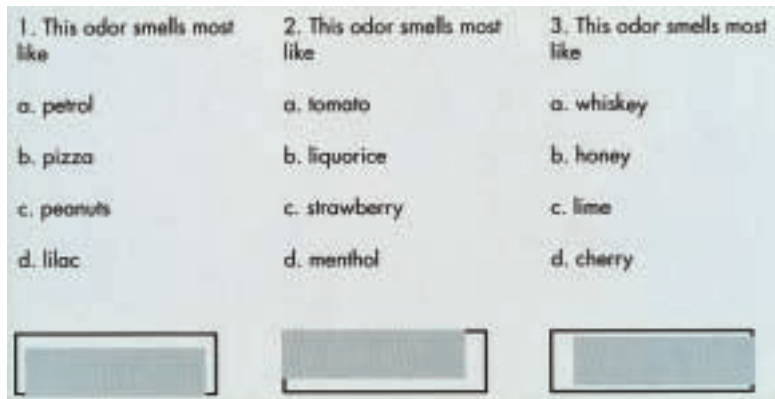 1. This odor smells most
like
a. petrol
b. pizza
c. peanuts
d. lilac
2. This odor smells most
like
a. tomato
b. liquorice
c. strawberry
d. menthol
3. This odor smells most
like
a. whiskey
b. honey
c. lime
d. cherry